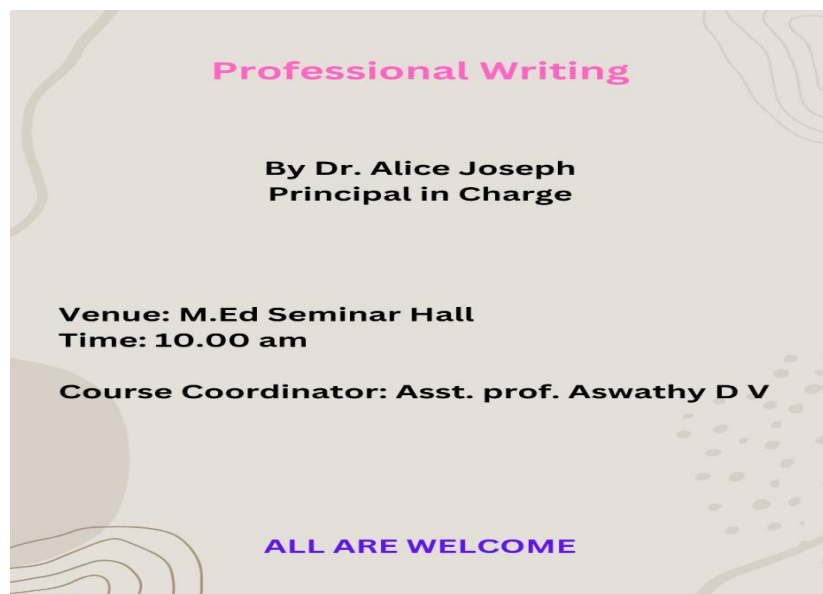 Professional Writing
By Dr. Alice Joseph
Principal in Charge
Venue: M.Ed Seminar Hall
Time: 10.00 am
Course Coordinator: Asst. prof. Aswathy D V
ALL ARE WELCOME